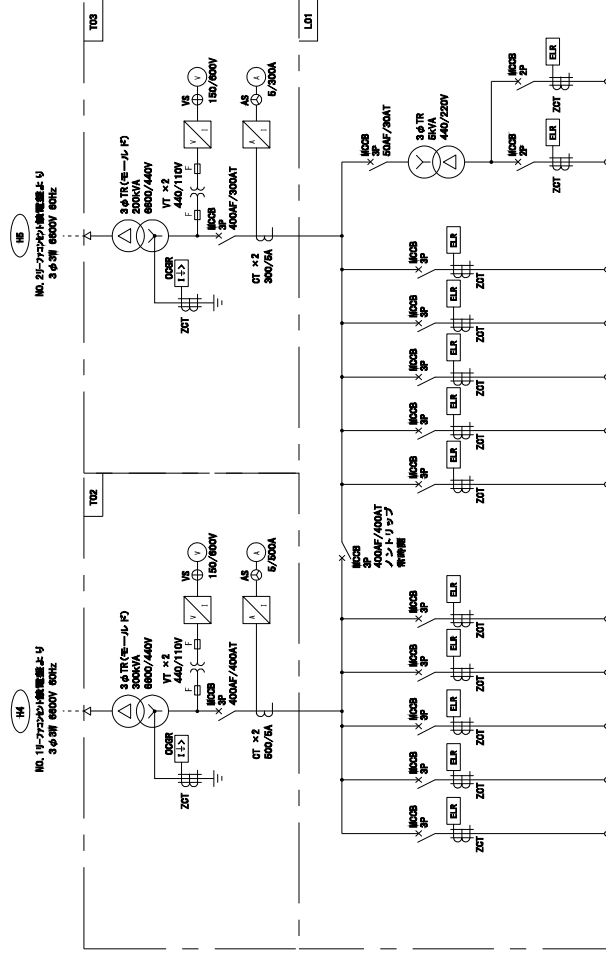 H4
NO. 1リーファコンセント 電盤より
3φ3W 6600V 60Hz
T02
3φTR(モールド)
300kVA
6600/440V
OCGR
I ÷ >
ZCT
VT ×2
440/110V
F
F
V
I
VS
V
150/600V
MCCB
3P
400AF/400AT
CT ×2
500/5A
A
I
AS
A
5/500A
H5
NO. 2リーファコンセント 電盤より
3φ3W 6600V 60Hz
T03
3φTR(モールド)
200kVA
6600/440V
OCGR
I ÷ >
ZCT
VT ×2
440/110V
F
F
V
I
VS
V
150/600V
MCCB
3P
400AF/300AT
CT ×2
300/5A
A
I
AS
A
5/300A
L01
MCCB
3P
400AF/400AT
ノントリップ
常時開
MCCB
3P
50AF/30AT
3φTR
5kVA
440/220V
MCCB
3P
ELR
ZCT
MCCB
3P
ELR
ZCT
MCCB
3P
ELR
ZCT
MCCB
3P
ELR
ZCT
MCCB
3P
ELR
ZCT
MCCB
3P
ELR
ZCT
MCCB
3P
ELR
ZCT
MCCB
3P
ELR
ZCT
MCCB
3P
ELR
ZCT
MCCB
3P
ELR
ZCT
MCCB
2P
ELR
ZCT
MCCB
2P
ELR
ZCT